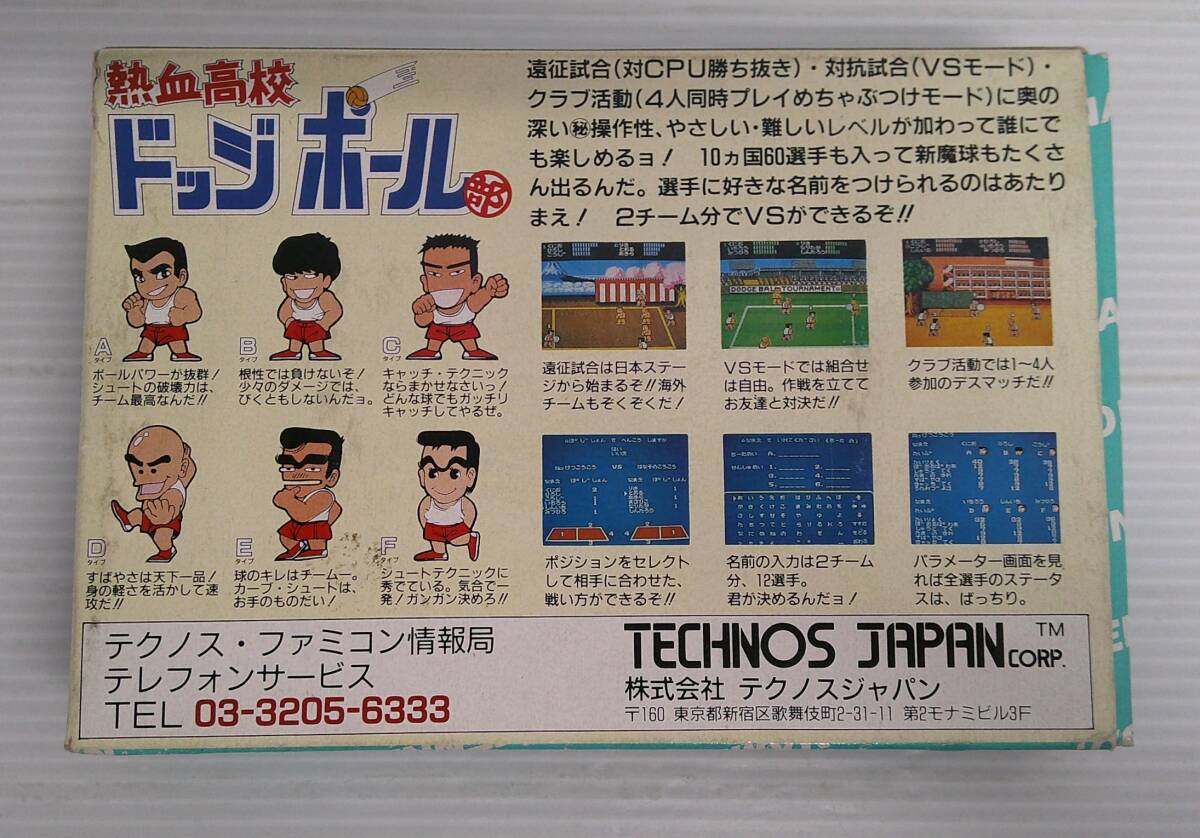 熱血高校
ドッジボール部
遠征試合(対CPU勝ち抜き)・対抗試合(VSモード)・
クラブ活動(4人同時プレイめちゃぶつけモード)に奥の
深い㊙操作性、やさしい・難しいレベルが加わって誰にで
も楽しめるョ! 10ヵ国60選手も入って新魔球もたくさ
ん出るんだ。選手に好きな名前をつけられるのはあたり
まえ! 2チーム分でVSができるぞ!!
Aタイプ
ボールパワーが抜群!
シュートの破壊力は、
チーム最高なんだ!!
Bタイプ
根性では負けないぞ!
少々のダメージでは、
びくともしないんだョ。
Cタイプ
キャッチ・テクニック
ならまかせなさいっ!
どんな球でもガッチリ
キャッチしてやるぜ。
DODGE BALL TOURNAMENT
遠征試合は日本ステー
ジから始まるぞ!!海外
チームもぞくぞくだ!
VSモードでは組合せ
は自由。作戦を立てて
お友達と対決だ!!
クラブ活動では1~4人
参加のデスマッチだ!!
Dタイプ
すばやさは天下一品!
身の軽さを活かして速
攻だ!!
Eタイプ
球のキレはチーム一。
カーブ・シュートは、
お手のものだい!
Fタイプ
シュートテクニックに
秀でている。気合で一
発!ガンガン決めろ!!
ポジションをセレクト
して相手に合わせた、
戦い方ができるぞ!!
名前の入力は2チーム
分、12選手。
君が決めるんだョ!
パラメーター画面を見
れば全選手のステータ
スは、ばっちり。
テクノス・ファミコン情報局
テレフォンサービス
TEL 03-3205-6333
TECHNOS JAPAN CORP.™
株式会社 テクノスジャパン
〒160 東京都新宿区歌舞伎町2-31-11 第2モナミビル3F